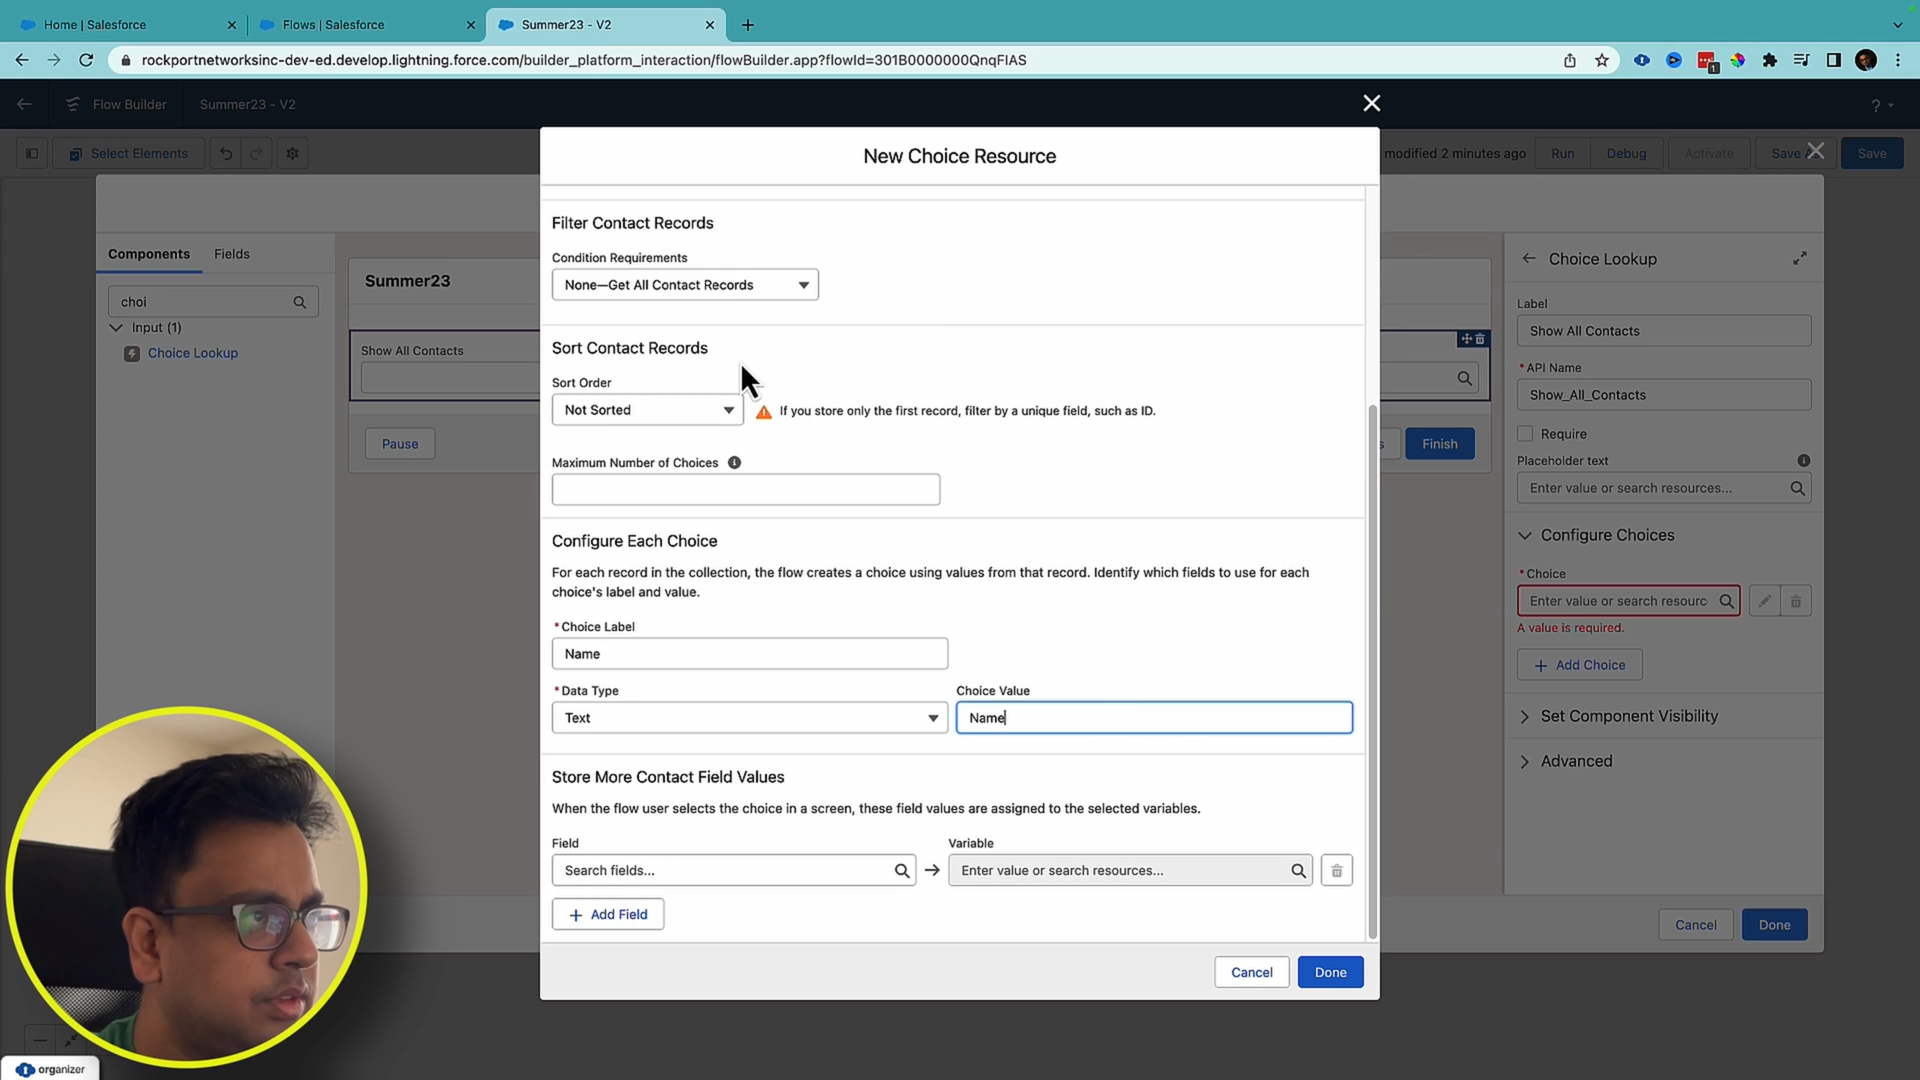 Home | Salesforce
Flows | Salesforce
Summer23 - V2
rockportnetworksinc-dev-ed.develop.lightning.force.com/builder_platform_interaction/flowBuilder.app?flowId=301B0000000QnqFIAS
1
Flow Builder
Summer23 - V2
?
Select Elements
modified 2 minutes ago
Run
Debug
Activate
Save As
Save
New Choice Resource
Components
Fields
choi
Input (1)
Choice Lookup
Summer23
Show All Contacts
Pause
Finish
Filter Contact Records
Condition Requirements
None—Get All Contact Records
Sort Contact Records
Sort Order
Not Sorted
If you store only the first record, filter by a unique field, such as ID.
Maximum Number of Choices
Configure Each Choice
For each record in the collection, the flow creates a choice using values from that record. Identify which fields to use for each
choice's label and value.
* Choice Label
Name
* Data Type
Text
Choice Value
Name
Store More Contact Field Values
When the flow user selects the choice in a screen, these field values are assigned to the selected variables.
Field
Search fields...
Variable
Enter value or search resources...
Add Field
Cancel
Done
Choice Lookup
Label
Show All Contacts
* API Name
Show_All_Contacts
Require
Placeholder text
Enter value or search resources...
Configure Choices
* Choice
Enter value or search resourc
A value is required.
Add Choice
Set Component Visibility
Advanced
Cancel
Done
organizer